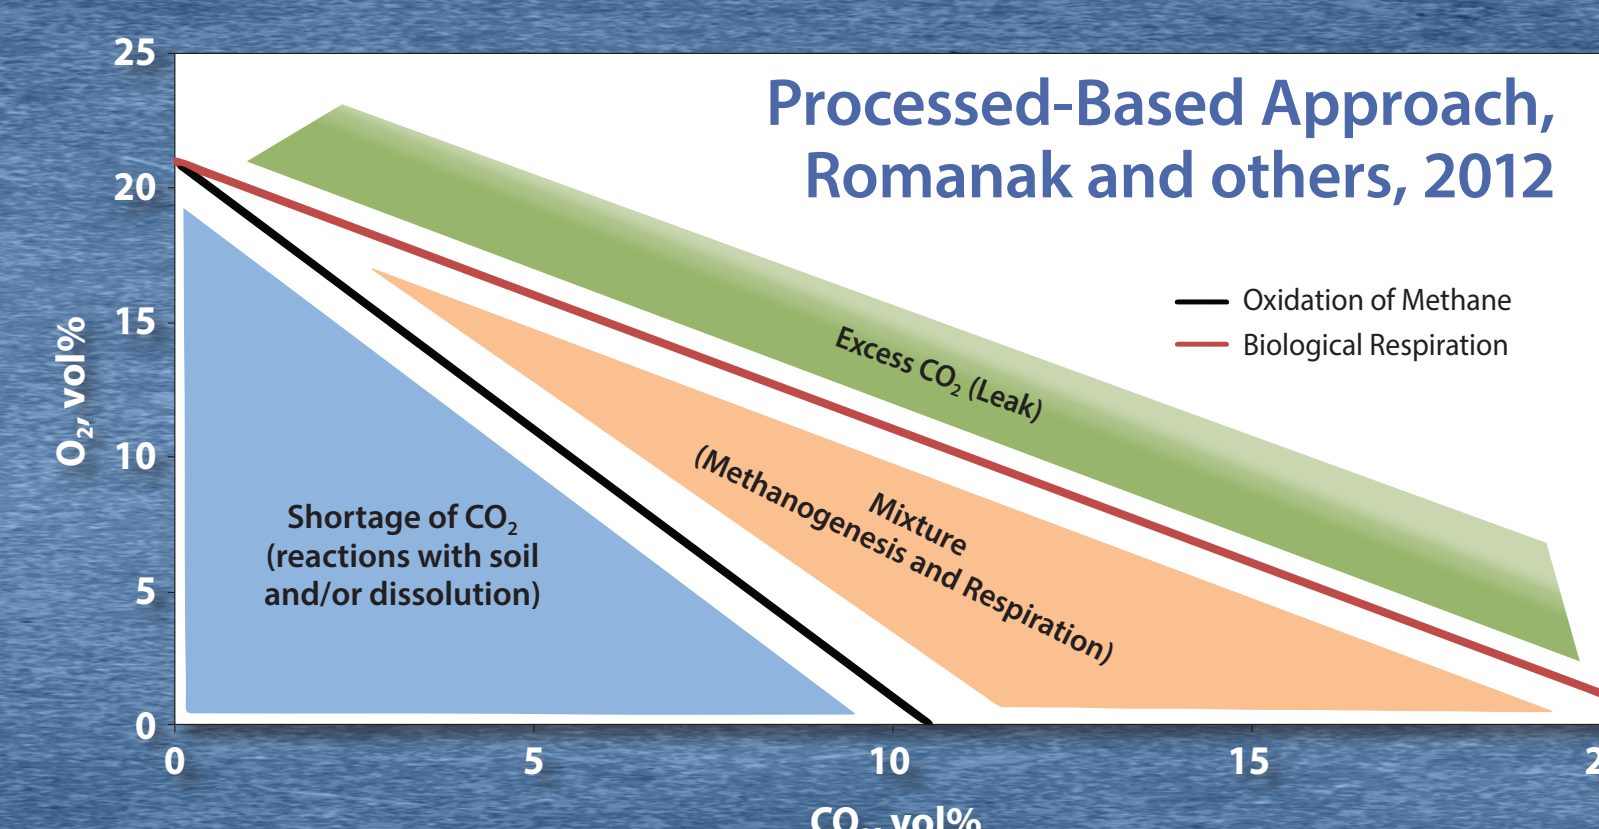 Processed-Based Approach,
Romanak and others, 2012
25
20
15
10
5
0
O₂, vol%
Oxidation of Methane
Biological Respiration
Excess CO₂ (Leak)
Mixture
(Methanogenesis and Respiration)
Shortage of CO₂
(reactions with soil
and/or dissolution)
0
5
10
15
vol%